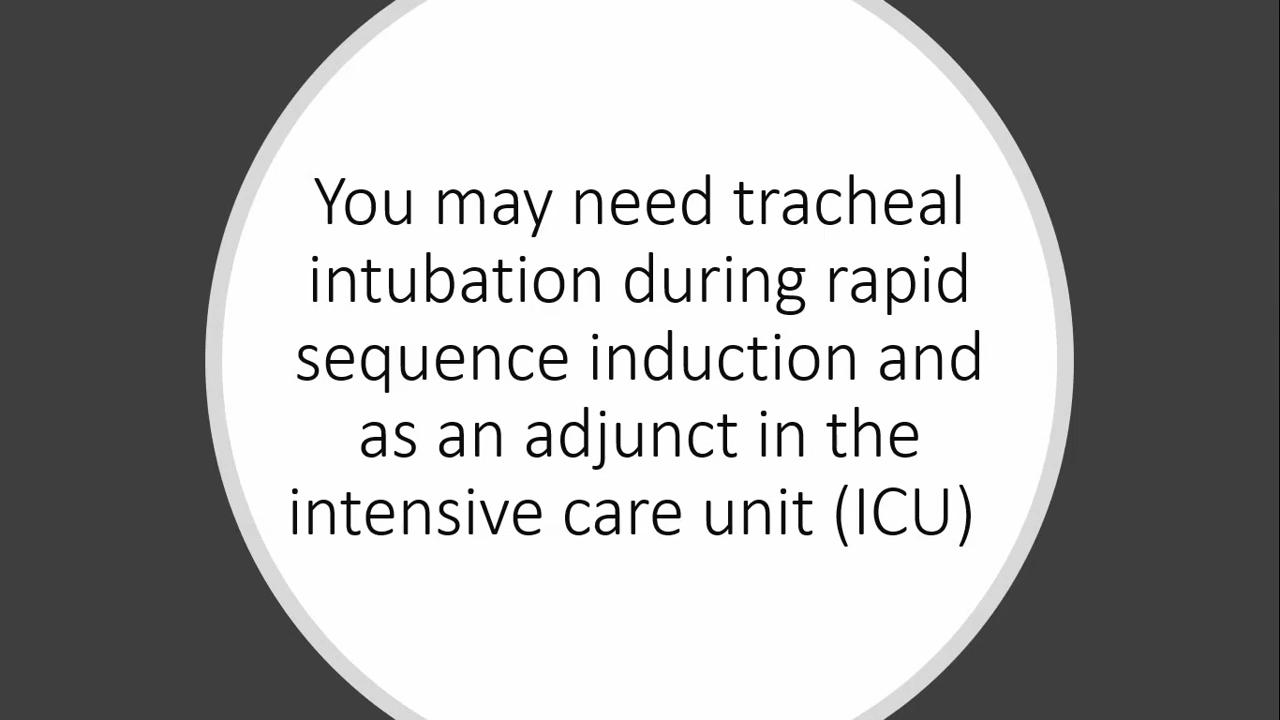 You may need tracheal
intubation during rapid
sequence induction and
as an adjunct in the
intensive care unit (ICU)